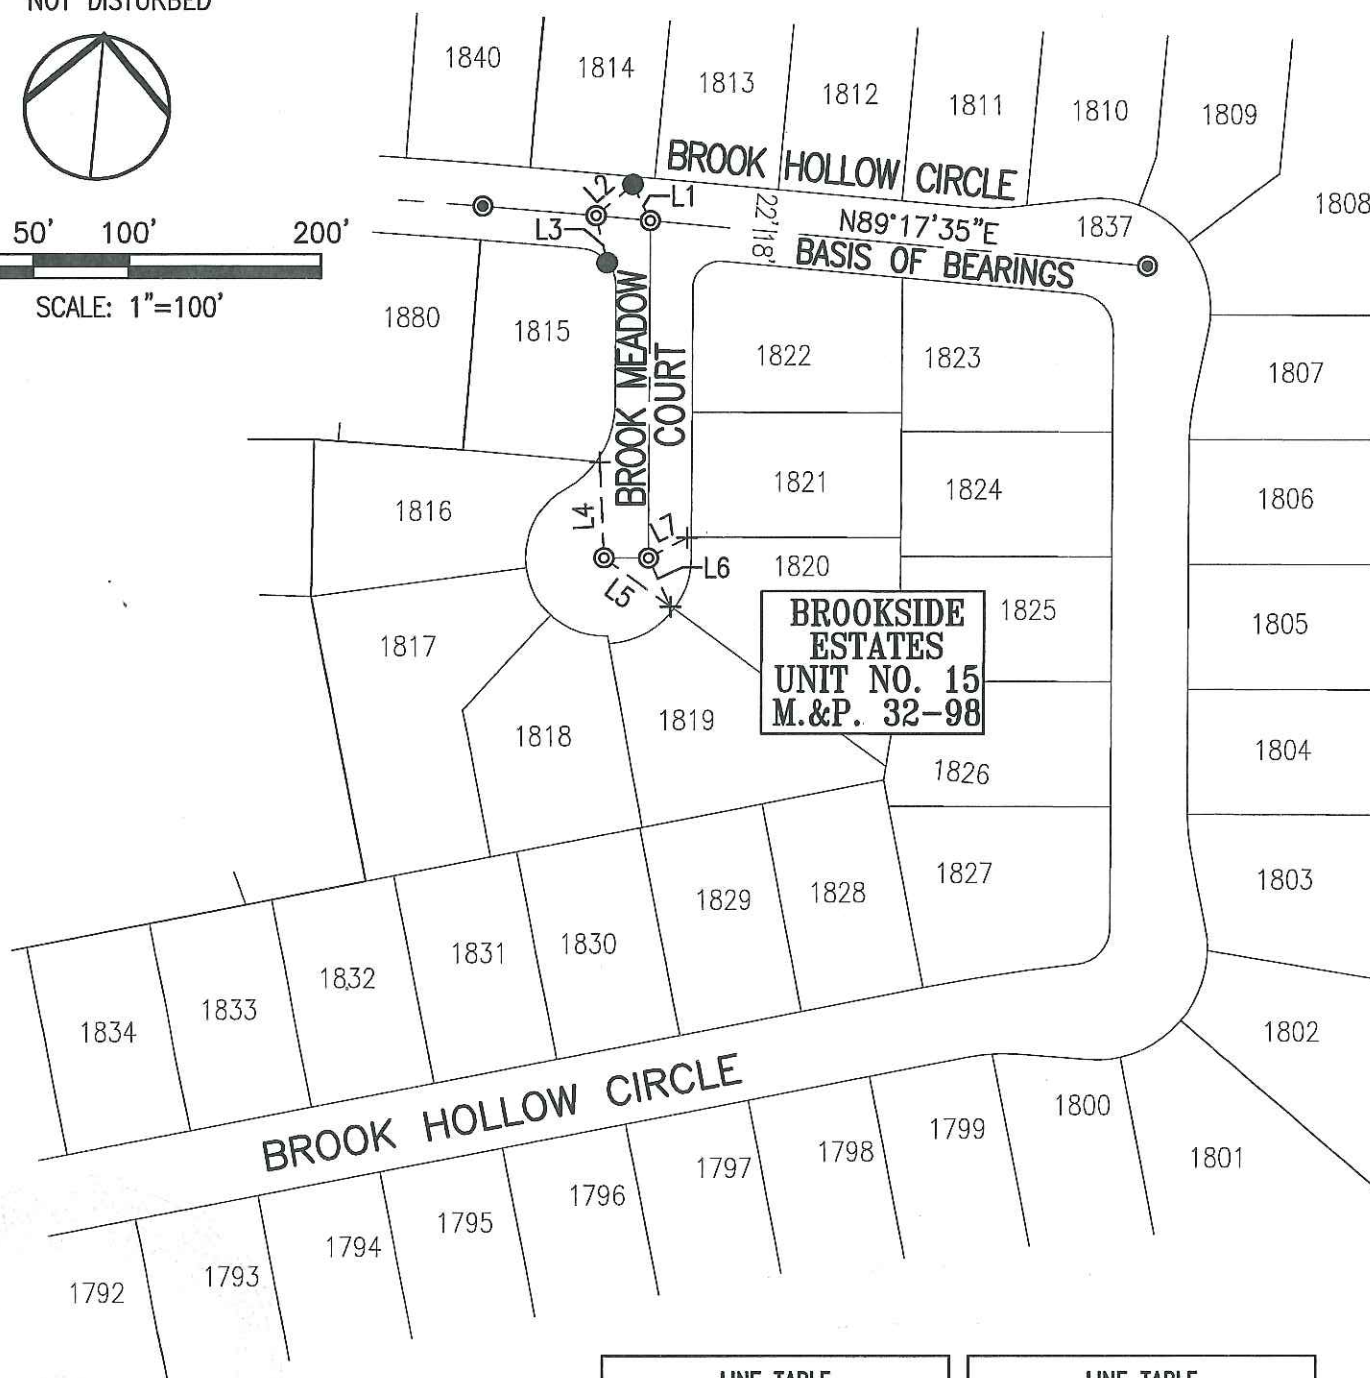 NOT DISTURBED
1840
1814
1813
1812
1811
1810
1809
1808
BROOK HOLLOW CIRCLE
L2
L1
L3
22'
18'
N89°17'35"E
BASIS OF BEARINGS
1837
50' 100' 200'
SCALE: 1"=100'
1880
1815
BROOK MEADOW
COURT
1822
1823
1807
1816
L4
1821
1824
1806
L7
L6
L5
1820
1825
1805
BROOKSIDE
ESTATES
UNIT NO. 15
M.&P. 32-98
1817
1818
1819
1826
1804
1827
1803
1828
1829
1830
1831
1832
1833
1834
1802
BROOK HOLLOW CIRCLE
1801
1800
1799
1798
1797
1796
1795
1794
1793
1792
LINE TABLE
LINE TABLE